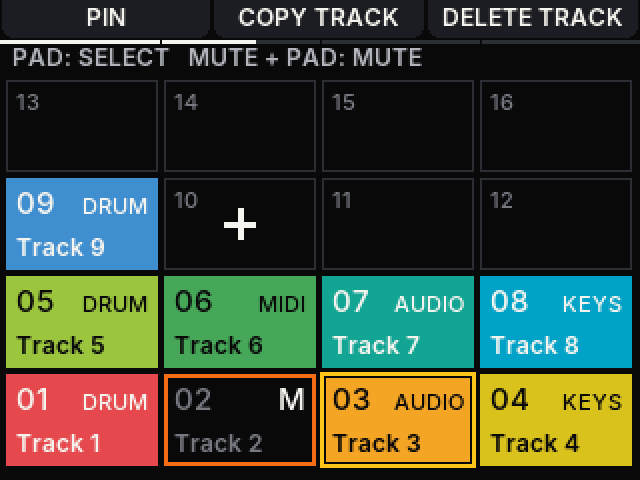 PIN COPY TRACK DELETE TRACK
PAD: SELECT MUTE + PAD: MUTE
13 14 15 16
09 DRUM 10 + 11 12
Track 9
05 DRUM 06 MIDI 07 AUDIO 08 KEYS
Track 5 Track 6 Track 7 Track 8
01 DRUM 02 M 03 AUDIO 04 KEYS
Track 1 Track 2 Track 3 Track 4